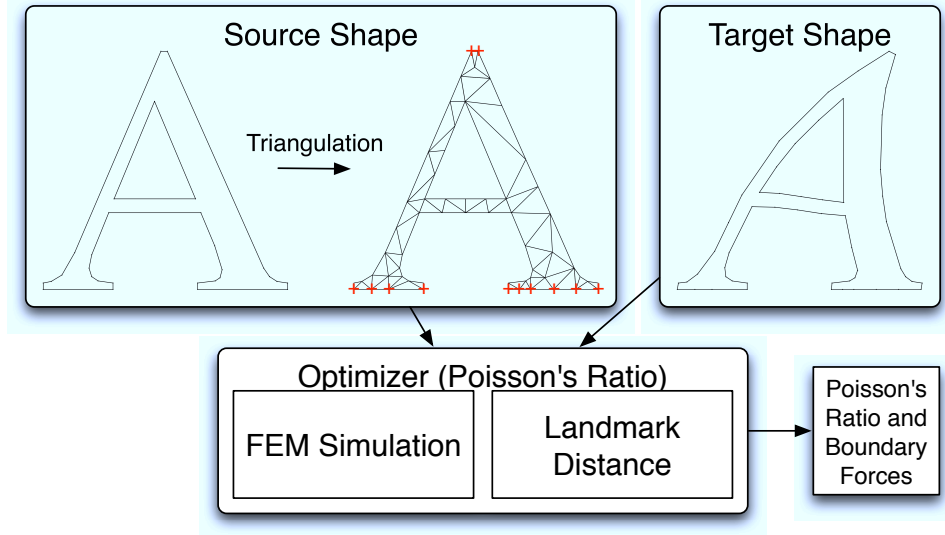 Source Shape
Target Shape
Triangulation
Optimizer (Poisson's Ratio)
FEM Simulation
Landmark
Distance
Poisson's
Ratio and
Boundary
Forces